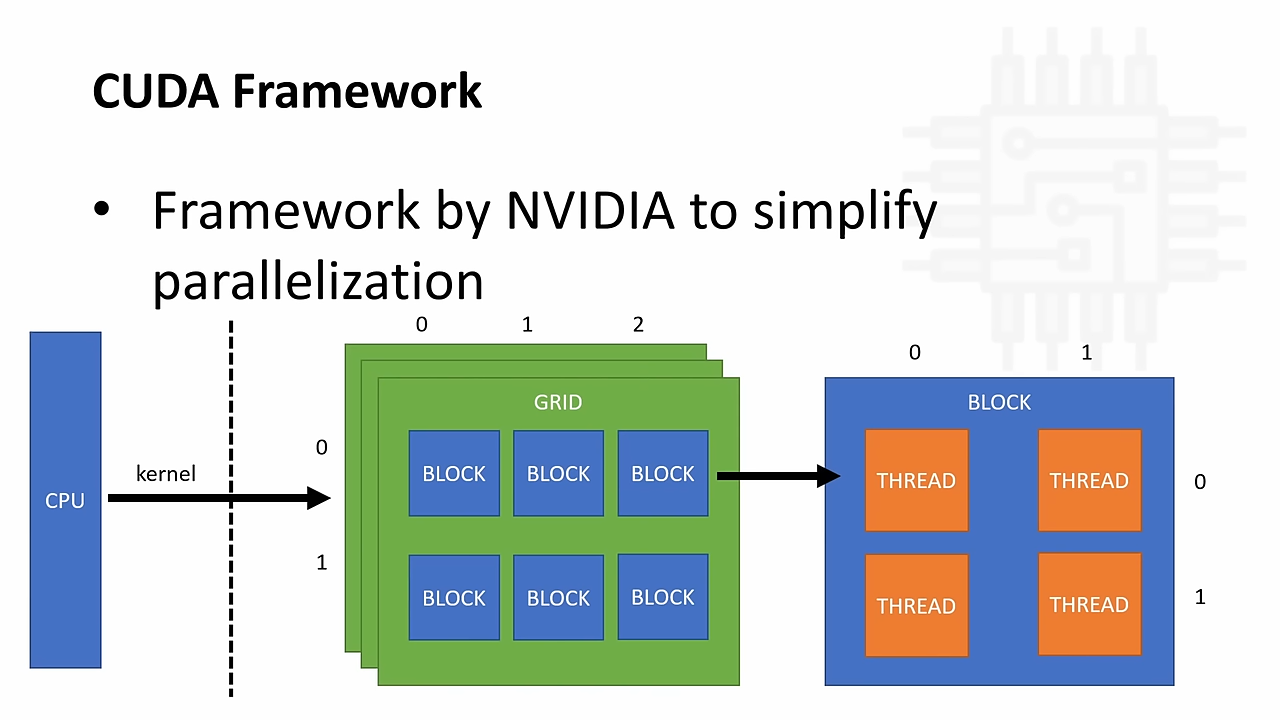 CUDA Framework
• Framework by NVIDIA to simplify
parallelization
0 1 2
0 1
GRID
BLOCK
0
kernel
CPU
BLOCK BLOCK BLOCK
THREAD THREAD
0
1
BLOCK BLOCK BLOCK
THREAD THREAD
1